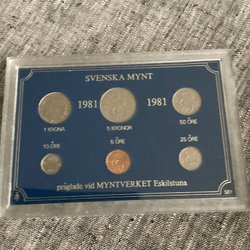 SVENSKA MYNT
1981 1981
1 KRONA 5 KRONOR 50 ÖRE
10 ÖRE 5 ÖRE 25 ÖRE
präglade vid MYNTVERKET Eskilstuna